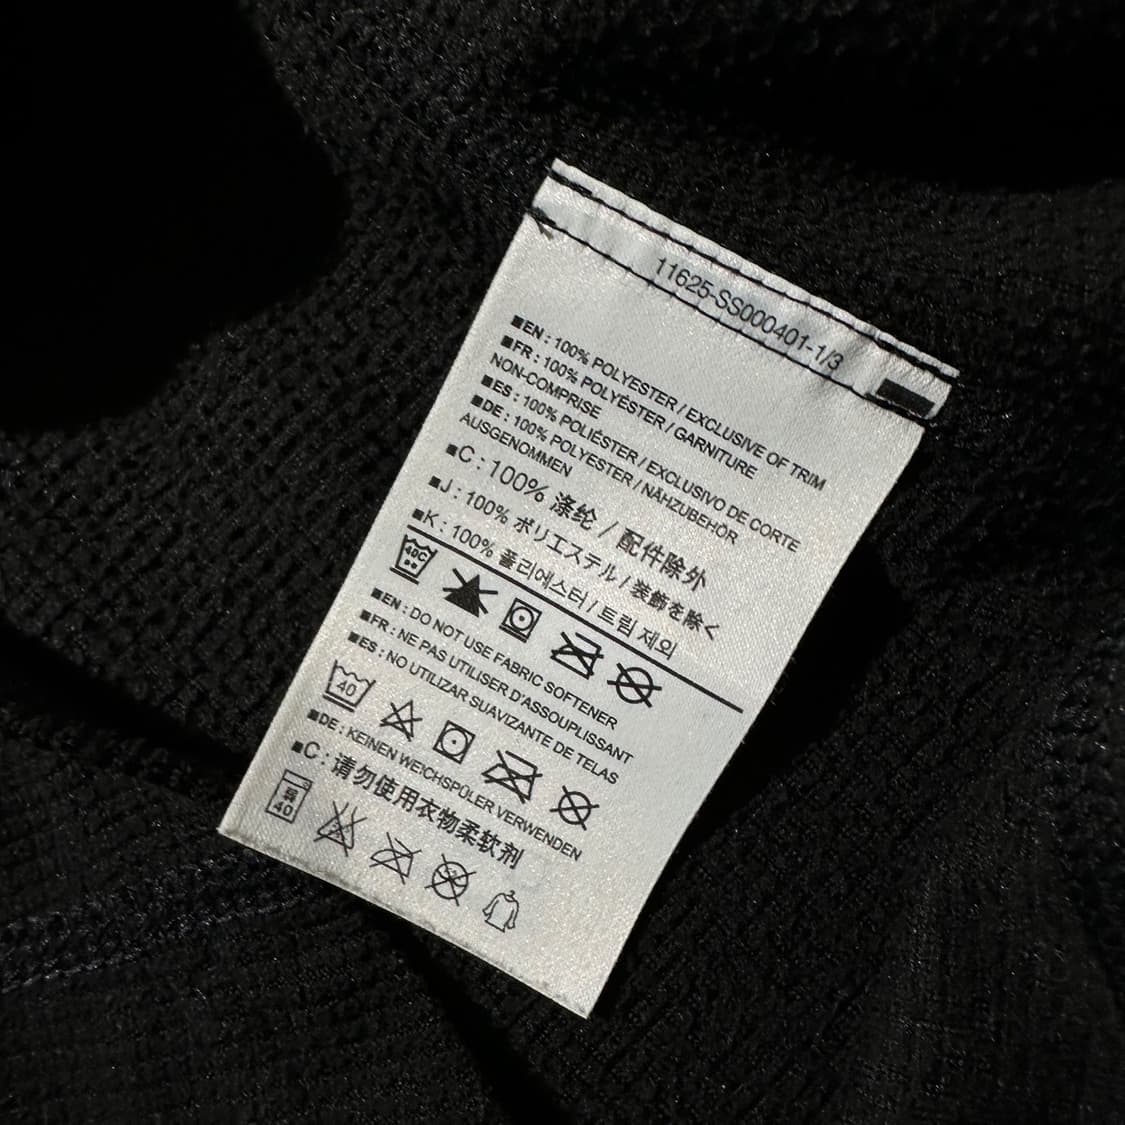 11625-SS000401-1/3
■EN : 100% POLYESTER / EXCLUSIVE OF TRIM
■FR : 100% POLYÉSTER / GARNITURE
NON-COMPRISE
■ES : 100% POLIÉSTER / EXCLUSIVO DE CORTE
■DE : 100% POLYESTER / NÄHZUBEHÖR
AUSGENOMMEN
■C : 100% 涤纶 / 配件除外
■J : 100% ポリエステル / 装飾を除く
■K : 100% 폴리에스터 / 트림 제외
40C
■EN : DO NOT USE FABRIC SOFTENER
■FR : NE PAS UTILISER D'ASSOUPLISSANT
■ES : NO UTILIZAR SUAVIZANTE DE TELAS
40
■DE : KEINEN WEICHSPÜLER VERWENDEN
■C : 请勿使用衣物柔软剂
40